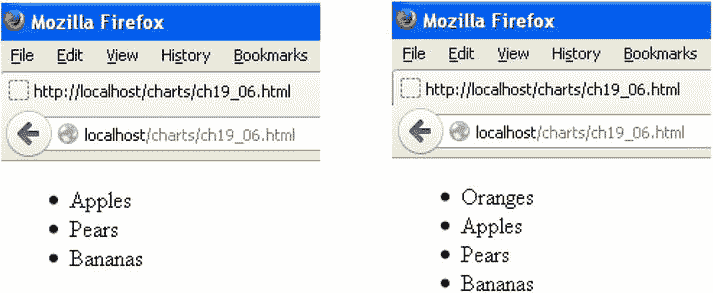 Mozilla Firefox
File Edit View History Bookmarks
http://localhost/charts/ch19_06.html
localhost/charts/ch19_06.html
• Apples
• Pears
• Bananas
Mozilla Firefox
File Edit View History Bookmarks
http://localhost/charts/ch19_06.html
localhost/charts/ch19_06.html
• Oranges
• Apples
• Pears
• Bananas